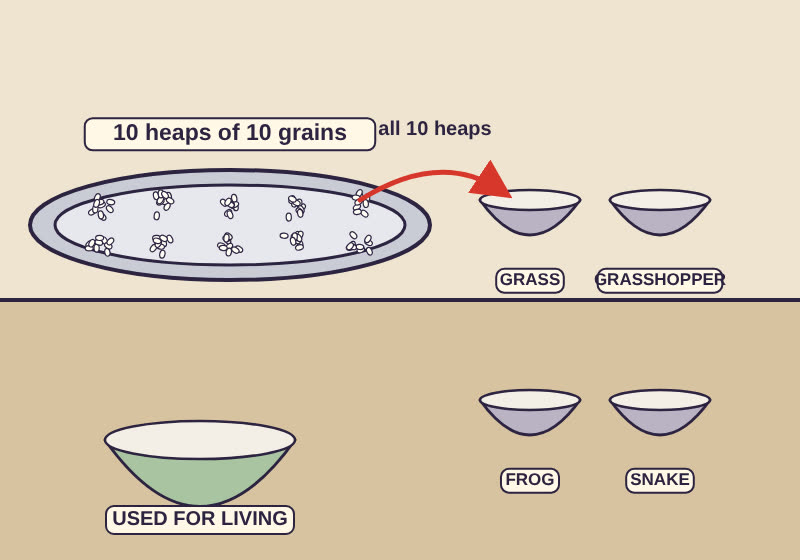 10 heaps of 10 grains
all 10 heaps
GRASS
GRASSHOPPER
FROG
SNAKE
USED FOR LIVING